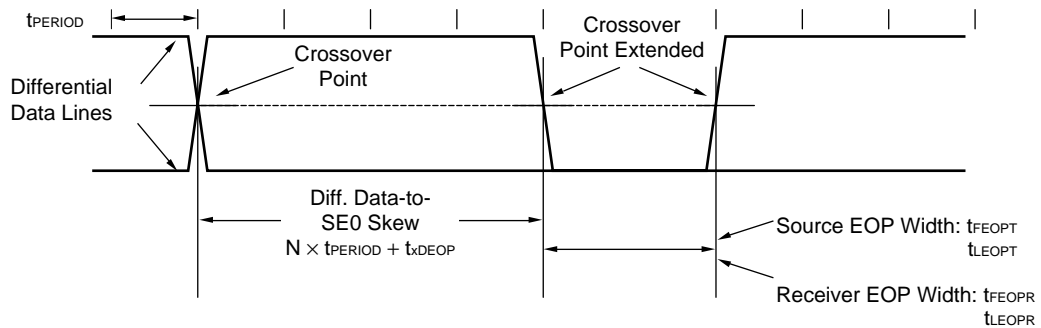 tPERIOD
Crossover
Point
Crossover
Point Extended
Differential
Data Lines
Diff. Data-to-
SE0 Skew
N × tPERIOD + txDEOP
Source EOP Width: tFEOPT
tLEOPT
Receiver EOP Width: tFEOPR
tLEOPR